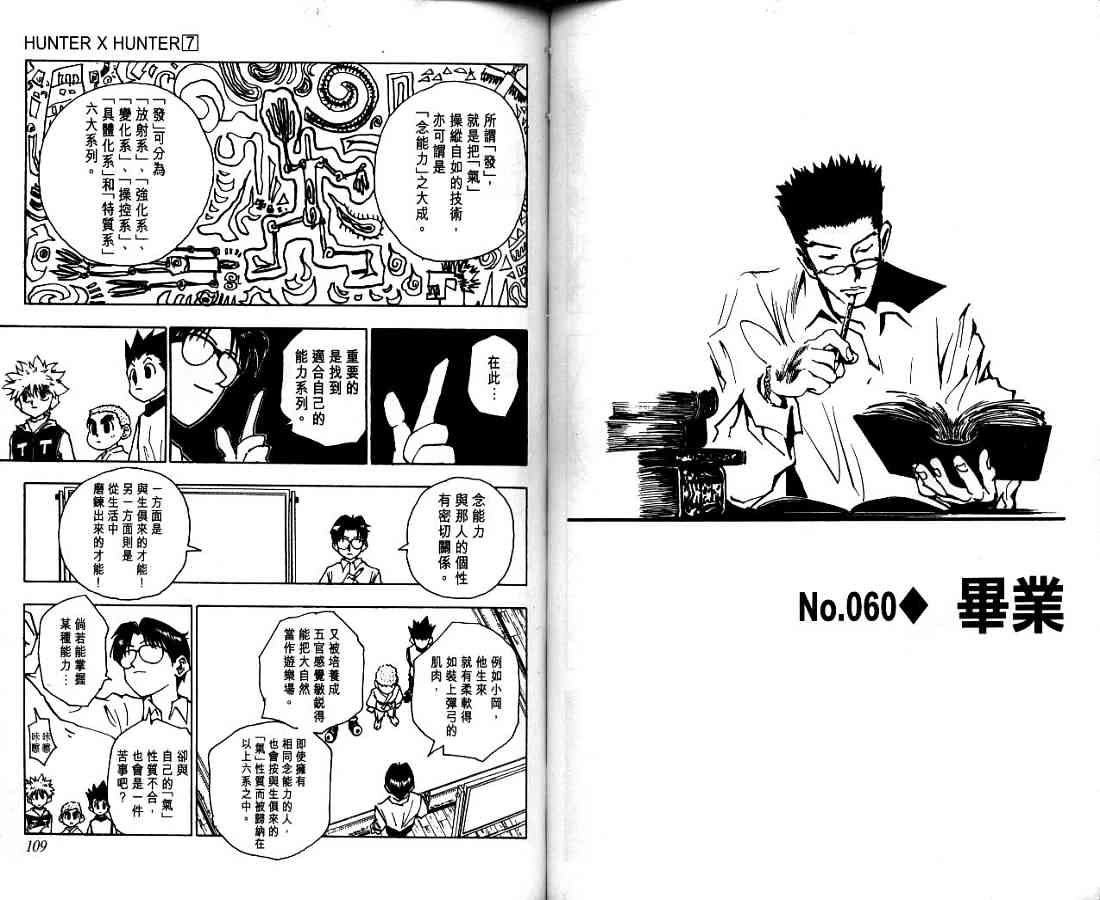 No.060◆ 畢業
HUNTER X HUNTER 7
所謂「發」，
就是把「氣」
操縱自如的技術，
亦可謂是
「念能力」之大成。
「發」可分為
「放射系」、「強化系」、
「變化系」、「操控系」、
「具體化系」和「特質系」
六大系列。
在此…
重要的
是找到
適合自己的
能力系列。
T T
念能力
與那人的個性
有密切關係。
一方面是
與生俱來的才能！
另一方面則是
從生活中
磨鍊出來的才能！
例如小岡，
他生來
就有柔軟得
如裝上彈弓的
肌肉，
又被培養成
五官感覺敏銳得
能把大自然
當作遊樂場。
即使擁有
相同念能力的人，
也會按與生俱來的
「氣」性質而被歸納在
以上六系之中。
倘若能掌握
某種能力…
卻與
自己的「氣」
性質不合，
也會是一件
苦事吧？
109